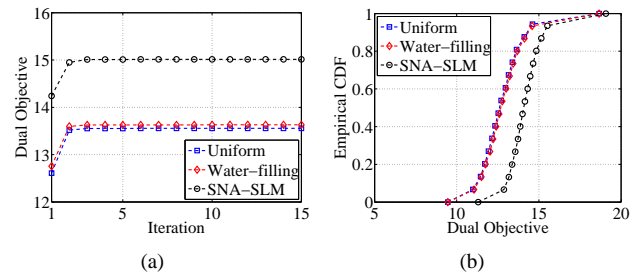 16
15
14
13
12
Dual Objective
1
5
10
15
Iteration
Uniform
Water−filling
SNA−SLM
(a)
1
0.8
0.6
0.4
0.2
0
Empirical CDF
5
10
15
20
Dual Objective
Uniform
Water−filling
SNA−SLM
(b)